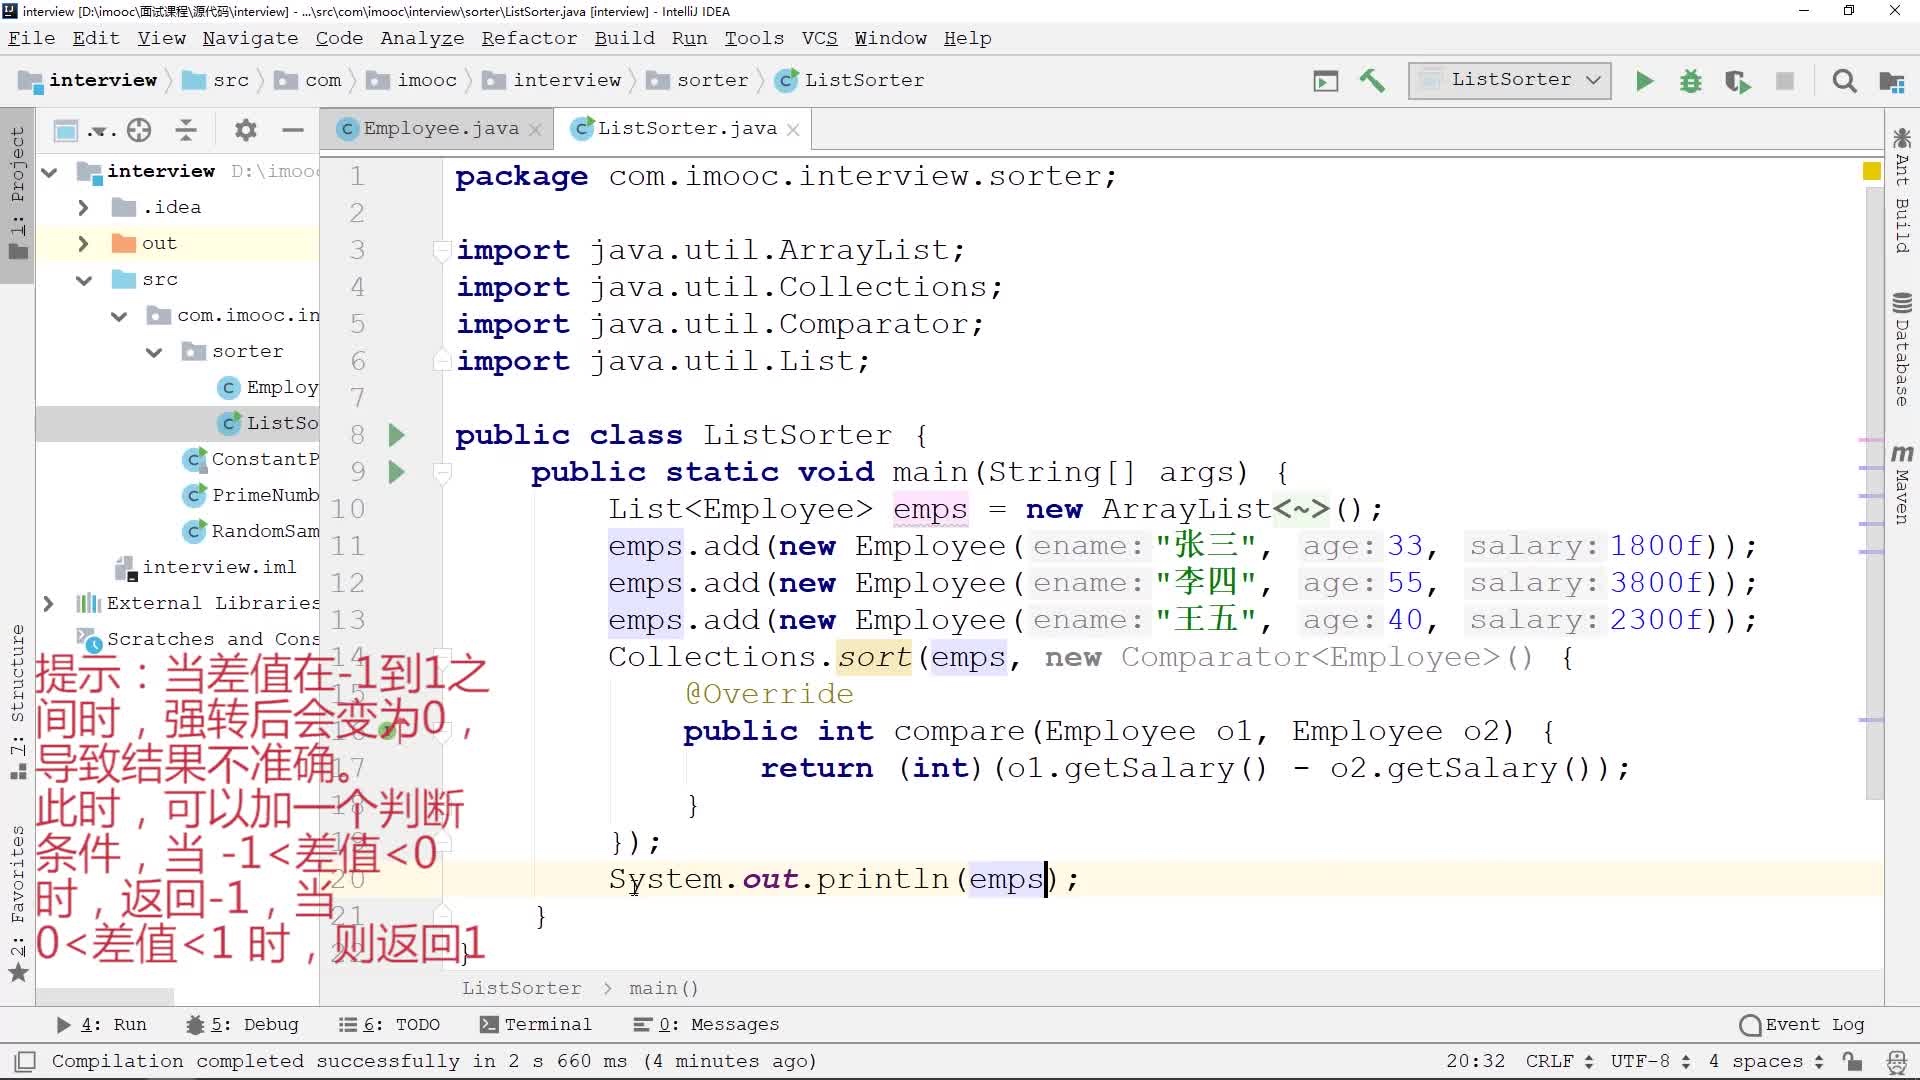 interview [D:\imooc\面试课程\源代码\interview] - ...\src\com\imooc\interview\sorter\ListSorter.java [interview] - IntelliJ IDEA
File Edit View Navigate Code Analyze Refactor Build Run Tools VCS Window Help
interview src com imooc interview sorter ListSorter
ListSorter
1: Project
Employee.java
ListSorter.java
interview D:\imooc
.idea
out
src
com.imooc.in
sorter
Employ
ListSo
ConstantP
PrimeNumb
RandomSam
interview.iml
External Libraries
Scratches and Cons
1 package com.imooc.interview.sorter;
2
3 import java.util.ArrayList;
4 import java.util.Collections;
5 import java.util.Comparator;
6 import java.util.List;
7
8 public class ListSorter {
9 public static void main(String[] args) {
10 List<Employee> emps = new ArrayList<~>();
11 emps.add(new Employee( ename: "张三", age: 33, salary: 1800f));
12 emps.add(new Employee( ename: "李四", age: 55, salary: 3800f));
13 emps.add(new Employee( ename: "王五", age: 40, salary: 2300f));
14 Collections.sort(emps, new Comparator<Employee>() {
15 @Override
16 public int compare(Employee o1, Employee o2) {
17 return (int)(o1.getSalary() - o2.getSalary());
18 }
19 });
20 System.out.println(emps);
21 }
22 }
提示：当差值在-1到1之
间时，强转后会变为0，
导致结果不准确。
此时，可以加一个判断
条件，当 -1<差值<0
时，返回-1，当
0<差值<1 时，则返回1
7: Structure
2: Favorites
Ant Build
Database
Maven
ListSorter > main()
4: Run 5: Debug 6: TODO Terminal 0: Messages Event Log
Compilation completed successfully in 2 s 660 ms (4 minutes ago) 20:32 CRLF UTF-8 4 spaces